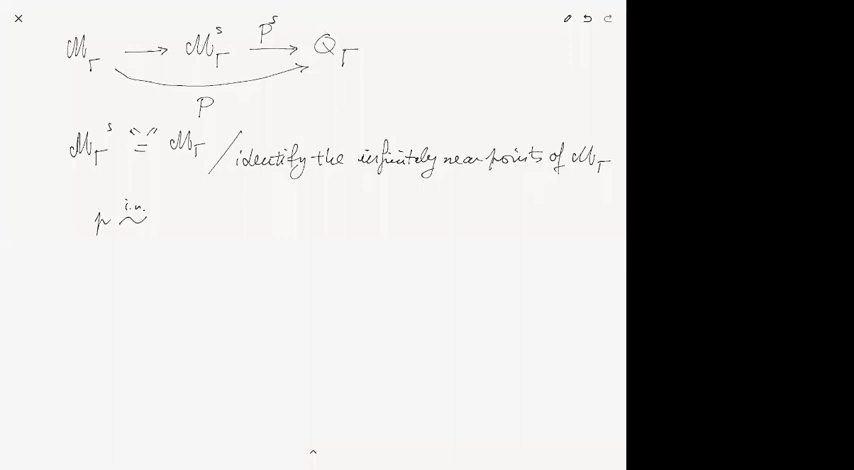 ℳ_Γ → ℳ_Γ^s —P^s→ Q_Γ
P
ℳ_Γ^s "=" ℳ_Γ / identify the infinitely near points of ℳ_Γ
p ~^{i.n.}